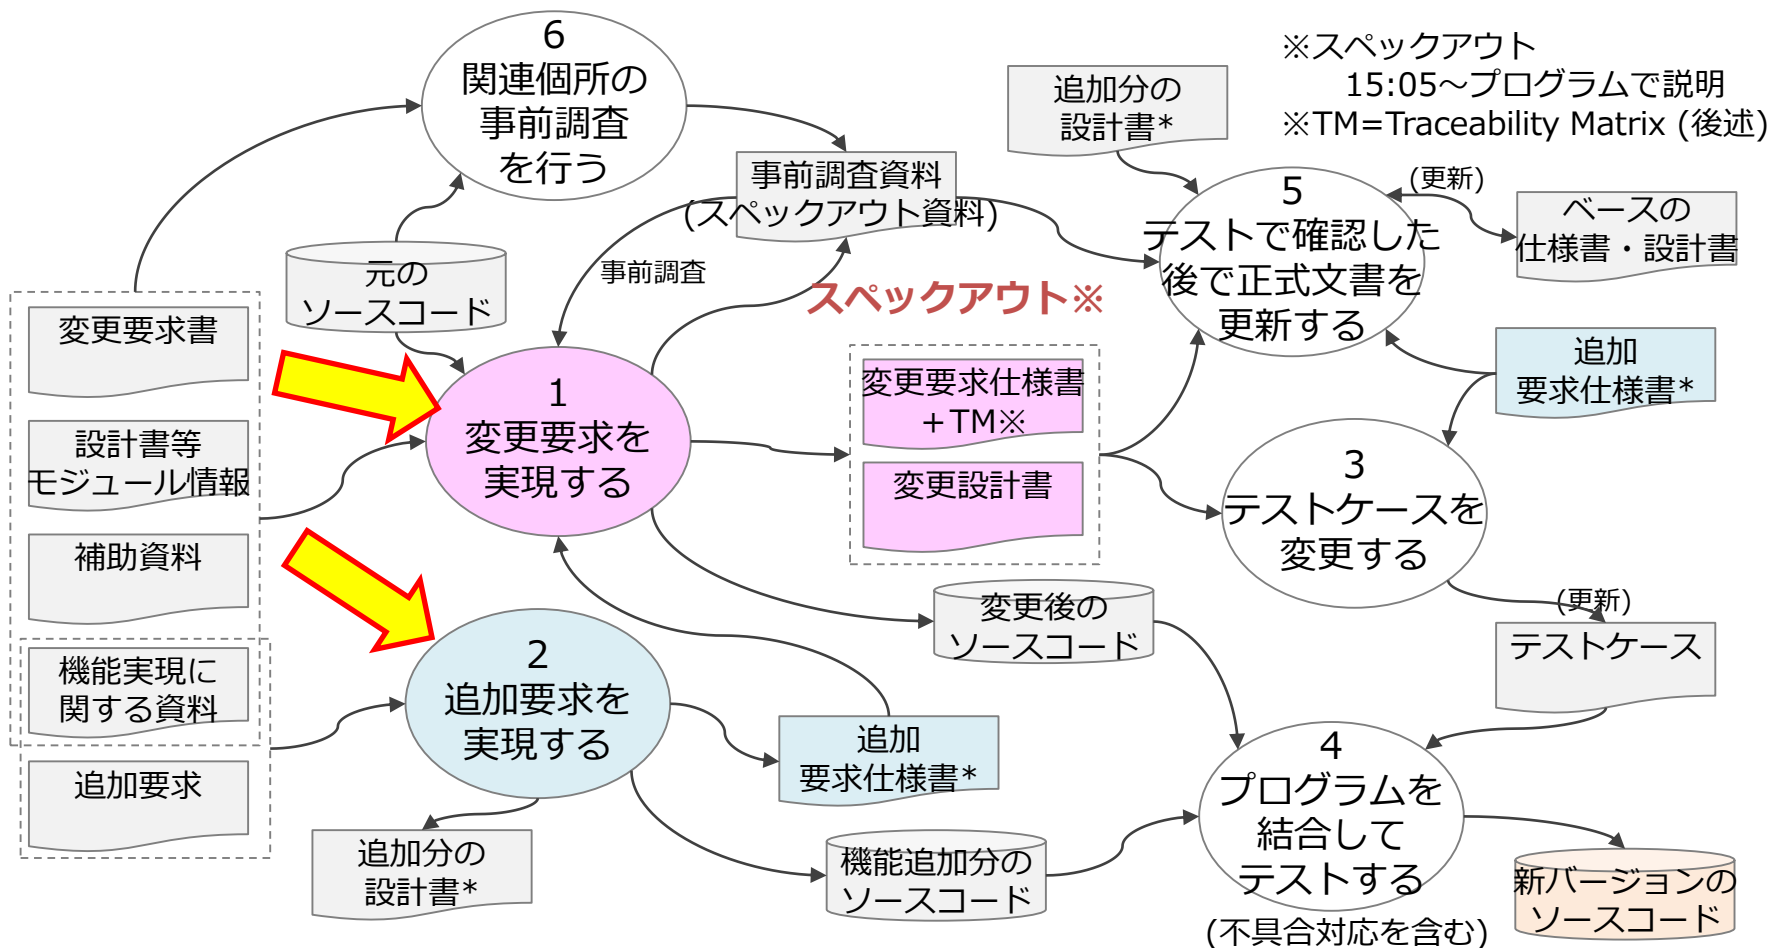 6
関連個所の
事前調査
を行う
※スペックアウト
15:05～プログラムで説明
※TM=Traceability Matrix (後述)
追加分の
設計書*
事前調査資料
(スペックアウト資料)
5
テストで確認した
後で正式文書を
更新する
(更新)
ベースの
仕様書・設計書
元の
ソースコード
事前調査
スペックアウト※
変更要求書
設計書等
モジュール情報
補助資料
機能実現に
関する資料
追加要求
1
変更要求を
実現する
変更要求仕様書
+TM※
変更設計書
追加
要求仕様書*
3
テストケースを
変更する
(更新)
テストケース
変更後の
ソースコード
2
追加要求を
実現する
追加
要求仕様書*
追加分の
設計書*
機能追加分の
ソースコード
4
プログラムを
結合して
テストする
(不具合対応を含む)
新バージョンの
ソースコード